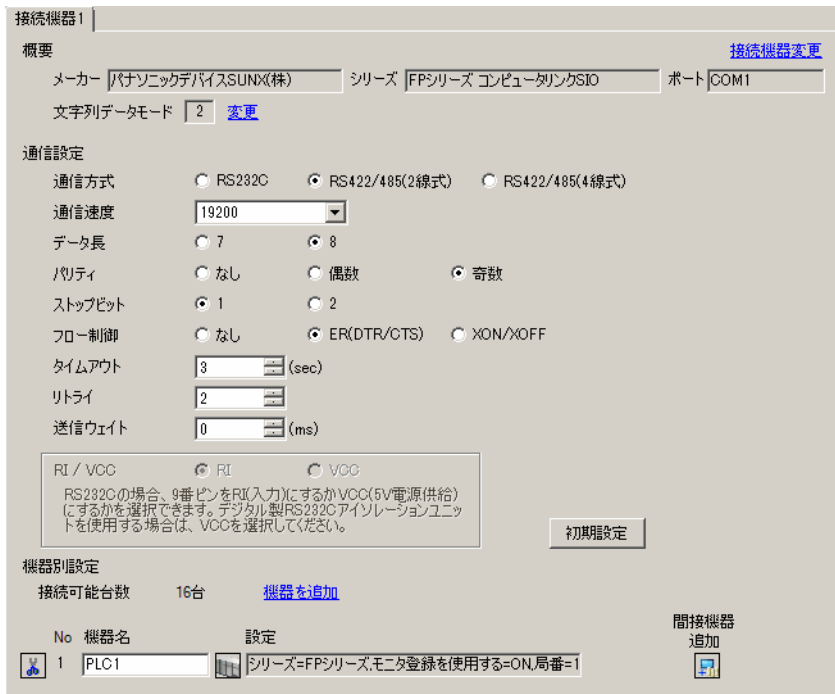 接続機器1
概要
接続機器変更
メーカー パナソニックデバイスSUNX(株) シリーズ FPシリーズ コンピュータリンクSIO ポート COM1
文字列データモード 2 変更
通信設定
通信方式 RS232C RS422/485(2線式) RS422/485(4線式)
通信速度 19200
データ長 7 8
パリティ なし 偶数 奇数
ストップビット 1 2
フロー制御 なし ER(DTR/CTS) XON/XOFF
タイムアウト 3 (sec)
リトライ 2
送信ウェイト 0 (ms)
RI / VCC RI VCC
RS232Cの場合、9番ピンをRI(入力)にするかVCC(5V電源供給)
にするかを選択できます。デジタル製RS232Cアイソレーションユニッ
トを使用する場合は、VCCを選択してください。
初期設定
機器別設定
接続可能台数 16台 機器を追加
間接機器
追加
No 機器名 設定
1 PLC1 シリーズ=FPシリーズ,モニタ登録を使用する=ON,局番=1